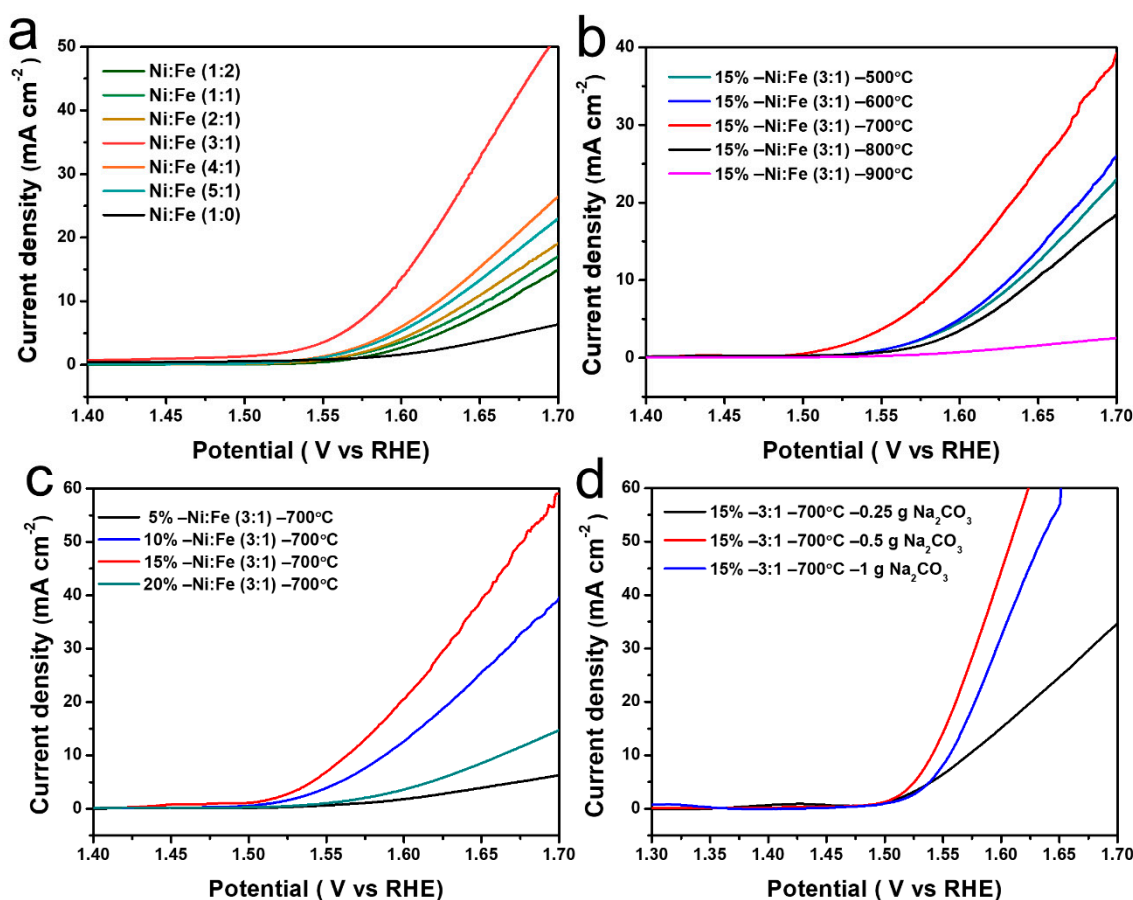 a
50
40
30
20
10
0
Current density (mA cm⁻²)
Ni:Fe (1:2)
Ni:Fe (1:1)
Ni:Fe (2:1)
Ni:Fe (3:1)
Ni:Fe (4:1)
Ni:Fe (5:1)
Ni:Fe (1:0)
1.40 1.45 1.50 1.55 1.60 1.65 1.70
Potential ( V vs RHE)
b
40
30
20
10
0
Current density (mA cm⁻²)
15% –Ni:Fe (3:1) –500°C
15% –Ni:Fe (3:1) –600°C
15% –Ni:Fe (3:1) –700°C
15% –Ni:Fe (3:1) –800°C
15% –Ni:Fe (3:1) –900°C
1.40 1.45 1.50 1.55 1.60 1.65 1.70
Potential ( V vs RHE)
c
60
50
40
30
20
10
0
Current density (mA cm⁻²)
5% –Ni:Fe (3:1) –700°C
10% –Ni:Fe (3:1) –700°C
15% –Ni:Fe (3:1) –700°C
20% –Ni:Fe (3:1) –700°C
1.40 1.45 1.50 1.55 1.60 1.65 1.70
Potential ( V vs RHE)
d
60
50
40
30
20
10
0
Current density (mA cm⁻²)
15% –3:1 –700°C –0.25 g Na₂CO₃
15% –3:1 –700°C –0.5 g Na₂CO₃
15% –3:1 –700°C –1 g Na₂CO₃
1.30 1.35 1.40 1.45 1.50 1.55 1.60 1.65 1.70
Potential ( V vs RHE)